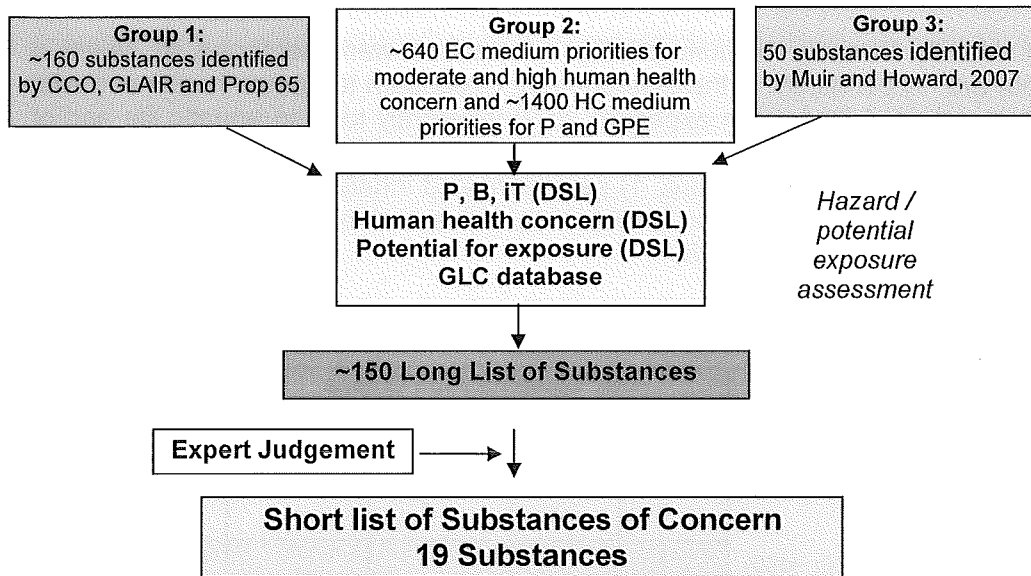 Group 1:
~160 substances identified
by CCO, GLAIR and Prop 65
Group 2:
~640 EC medium priorities for
moderate and high human health
concern and ~1400 HC medium
priorities for P and GPE
Group 3:
50 substances identified
by Muir and Howard, 2007
P, B, iT (DSL)
Human health concern (DSL)
Potential for exposure (DSL)
GLC database
Hazard /
potential
exposure
assessment
~150 Long List of Substances
Expert Judgement
Short list of Substances of Concern
19 Substances